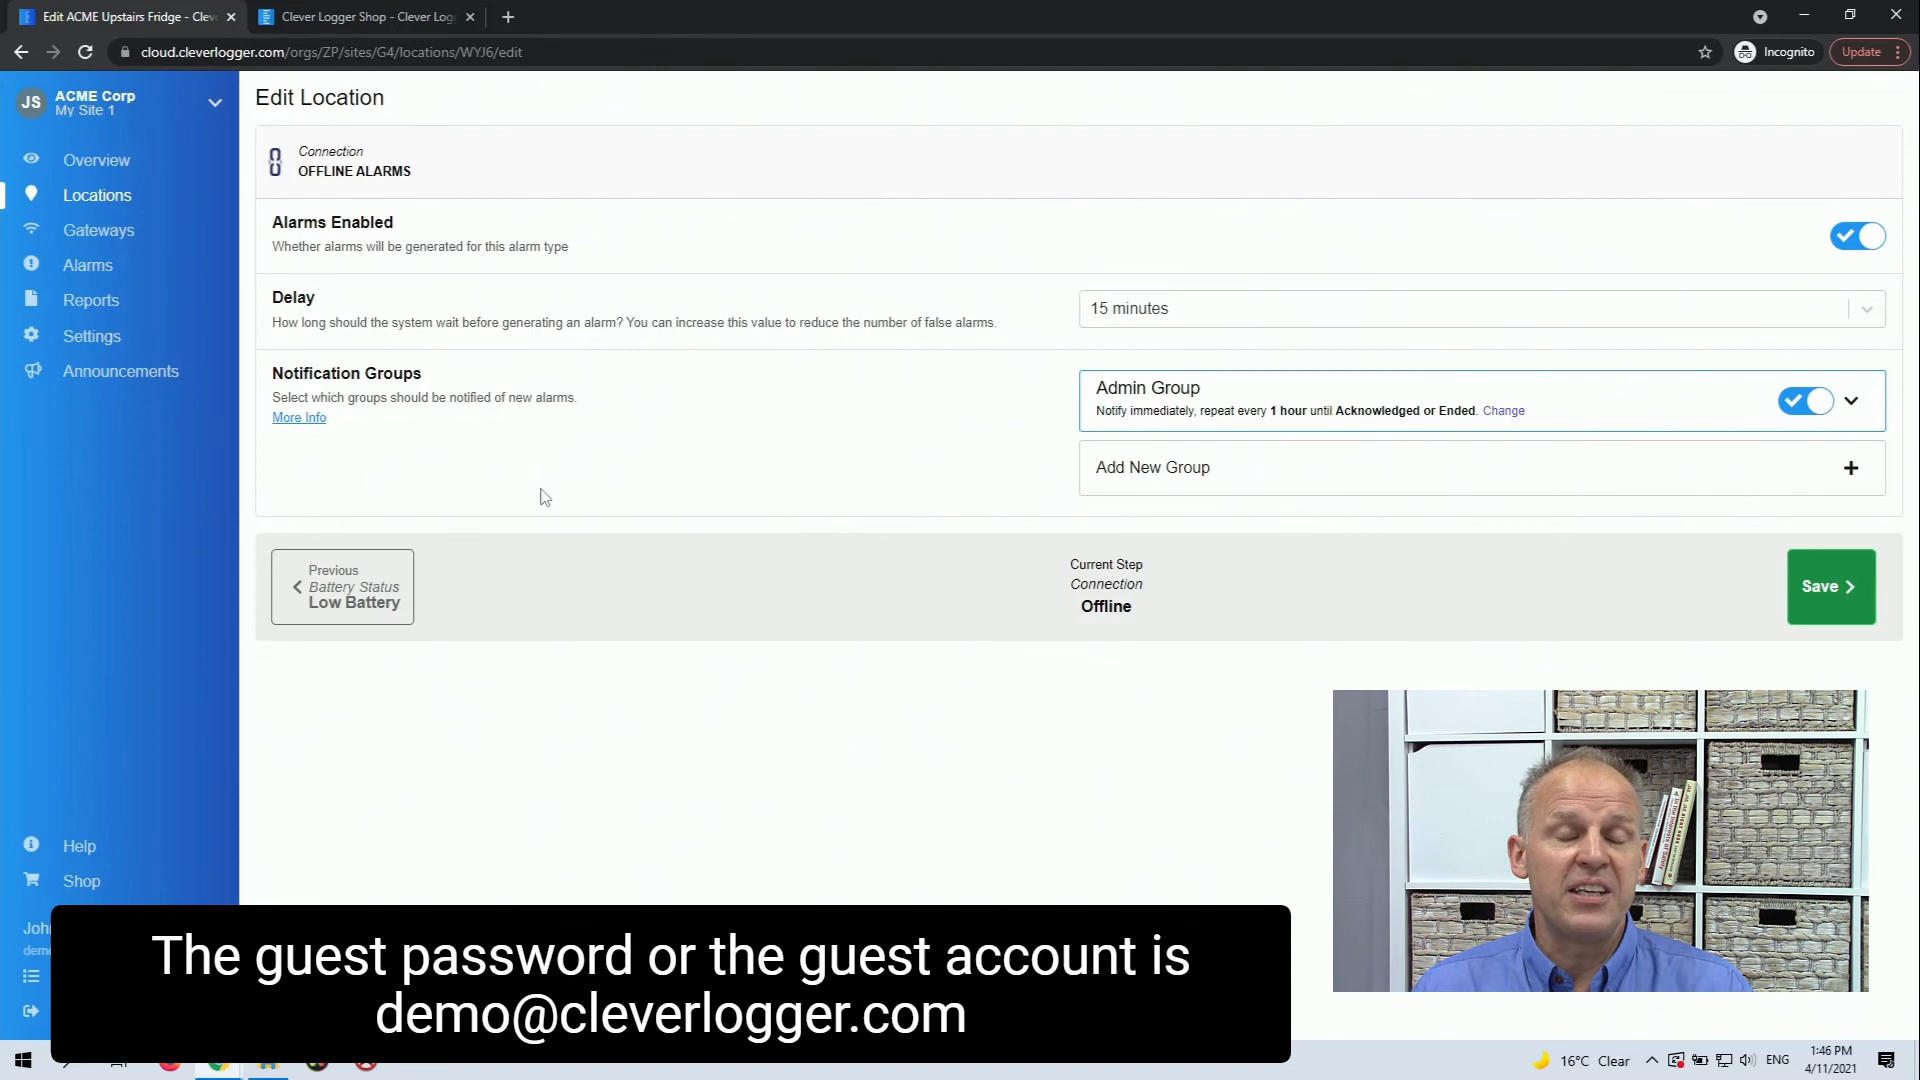 Edit ACME Upstairs Fridge - Clev
Clever Logger Shop - Clever Log
cloud.cleverlogger.com/orgs/ZP/sites/G4/locations/WYJ6/edit
Incognito
Update
JS
ACME Corp
My Site 1
Overview
Locations
Gateways
Alarms
Reports
Settings
Announcements
Help
Shop
Edit Location
Connection
OFFLINE ALARMS
Alarms Enabled
Whether alarms will be generated for this alarm type
Delay
How long should the system wait before generating an alarm? You can increase this value to reduce the number of false alarms.
15 minutes
Notification Groups
Select which groups should be notified of new alarms.
More Info
Admin Group
Notify immediately, repeat every 1 hour until Acknowledged or Ended. Change
Add New Group
Previous
Battery Status
Low Battery
Current Step
Connection
Offline
Save
The guest password or the guest account is
demo@cleverlogger.com
16°C Clear
ENG
1:46 PM
4/11/2021